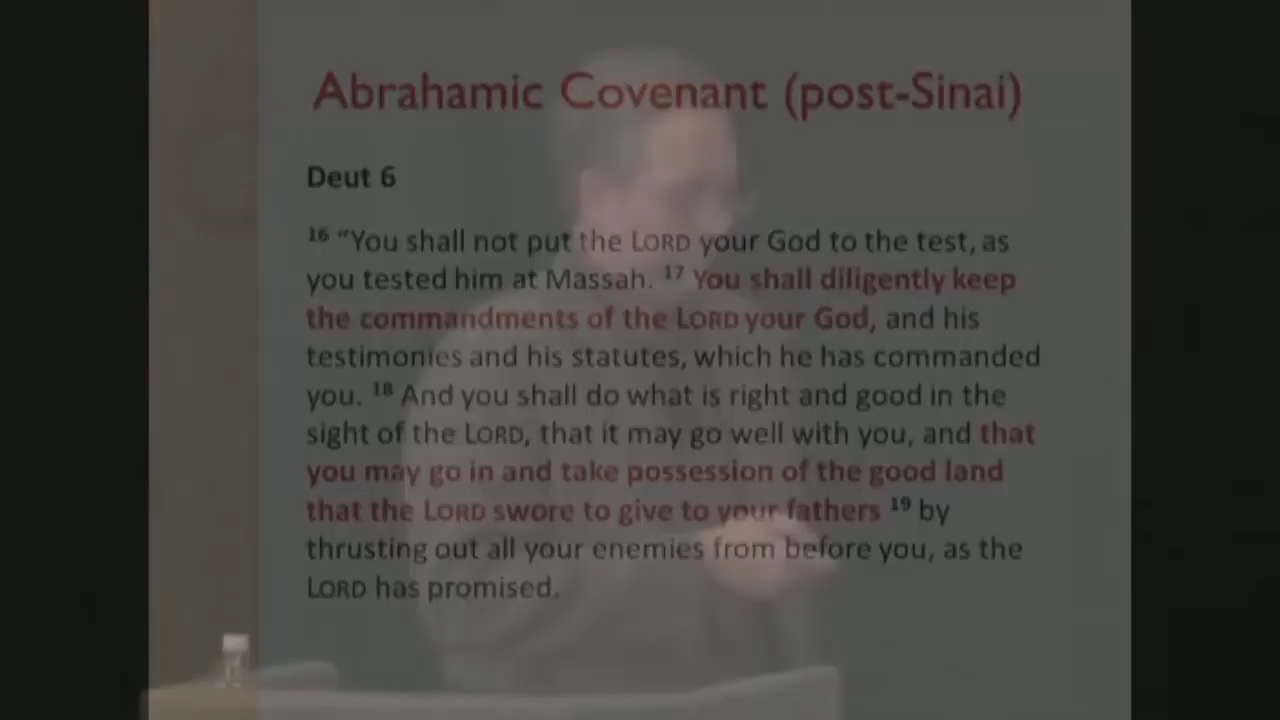 Abrahamic Covenant (post-Sinai)
Deut 6
16 “You shall not put the LORD your God to the test, as
you tested him at Massah. 17 You shall diligently keep
the commandments of the LORD your God, and his
testimonies and his statutes, which he has commanded
you. 18 And you shall do what is right and good in the
sight of the LORD, that it may go well with you, and that
you may go in and take possession of the good land
that the LORD swore to give to your fathers 19 by
thrusting out all your enemies from before you, as the
LORD has promised.